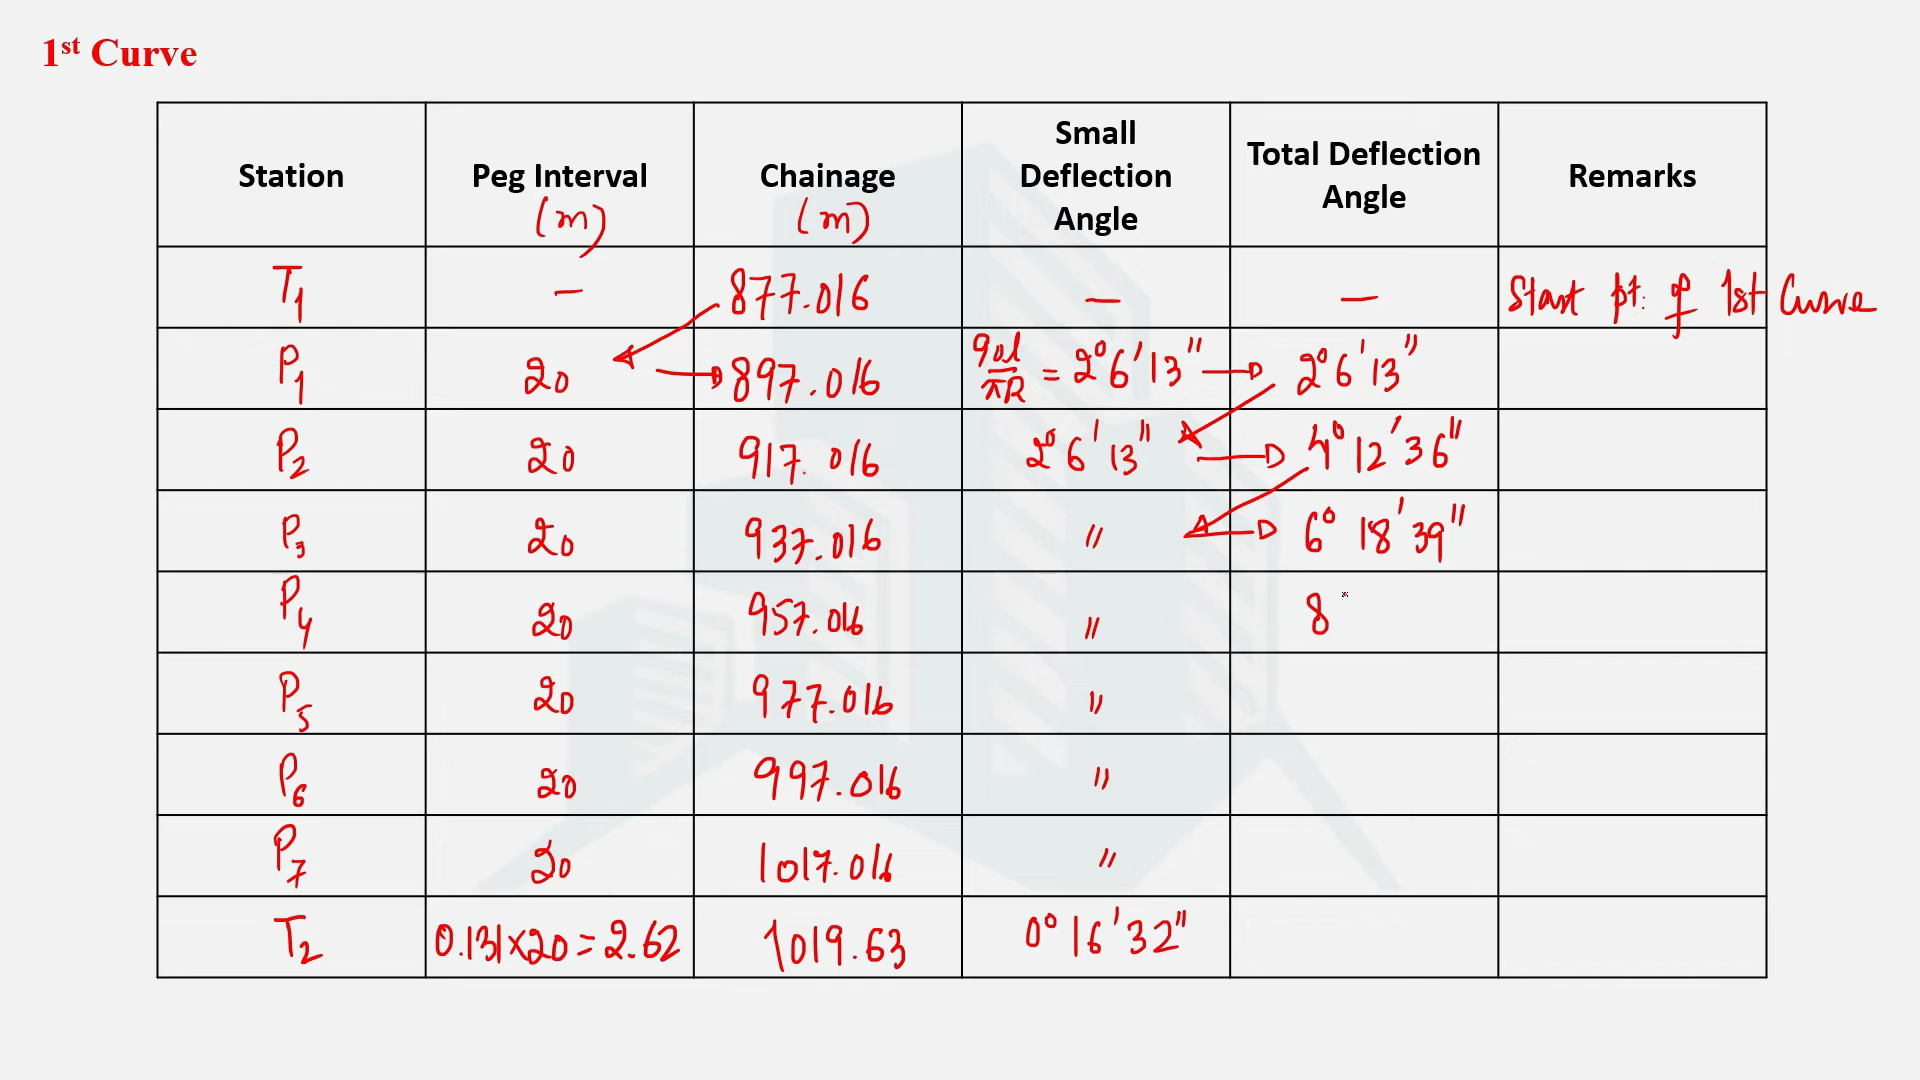 1st Curve
Station Peg Interval (m) Chainage (m) Small Deflection Angle Total Deflection Angle Remarks
T1 — 877.016 — — Start pt. of 1st Curve
P1 20 897.016 90l/πR = 2°6'13" 2°6'13"
P2 20 917.016 2°6'13" 4°12'36"
P3 20 937.016 " 6°18'39"
P4 20 957.016 " 8
P5 20 977.016 "
P6 20 997.016 "
P7 20 1017.016 "
T2 0.131×20=2.62 1019.63 0°16'32"